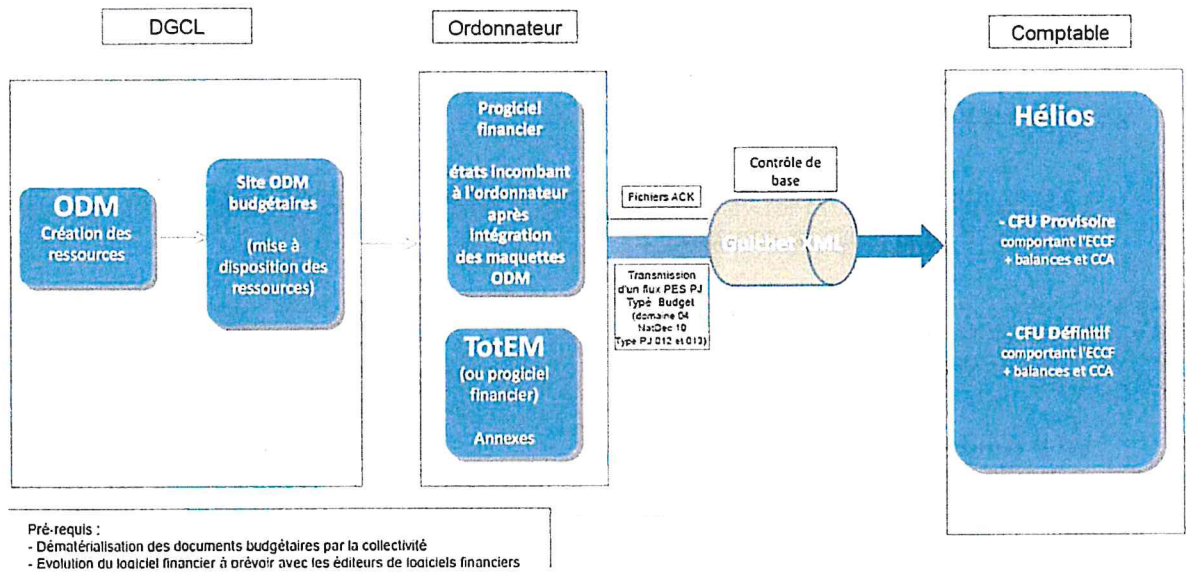 DGCL
Ordonnateur
Comptable
ODM
Création des
ressources
Site ODM
budgétaires
(mise à
disposition des
ressources)
Progiciel
financier
états incombant
à l'ordonnateur
après
intégration
des maquettes
ODM
TotEM
(ou progiciel
financier)
Annexes
Fichiers ACK
Transmission
d'un flux PES PJ
Type Budget
(domaine 04
NatDec 10
Type PJ 012 et 013)
Contrôle de
base
Guichet XML
Hélios
- CFU Provisoire
comportant l'ECCF
+ balances et CCA
- CFU Définitif
comportant l'ECCF
+ balances et CCA
Pré-requis :
- Dématérialisation des documents budgétaires par la collectivité
- Evolution du logiciel financier à prévoir avec les éditeurs de logiciels financiers